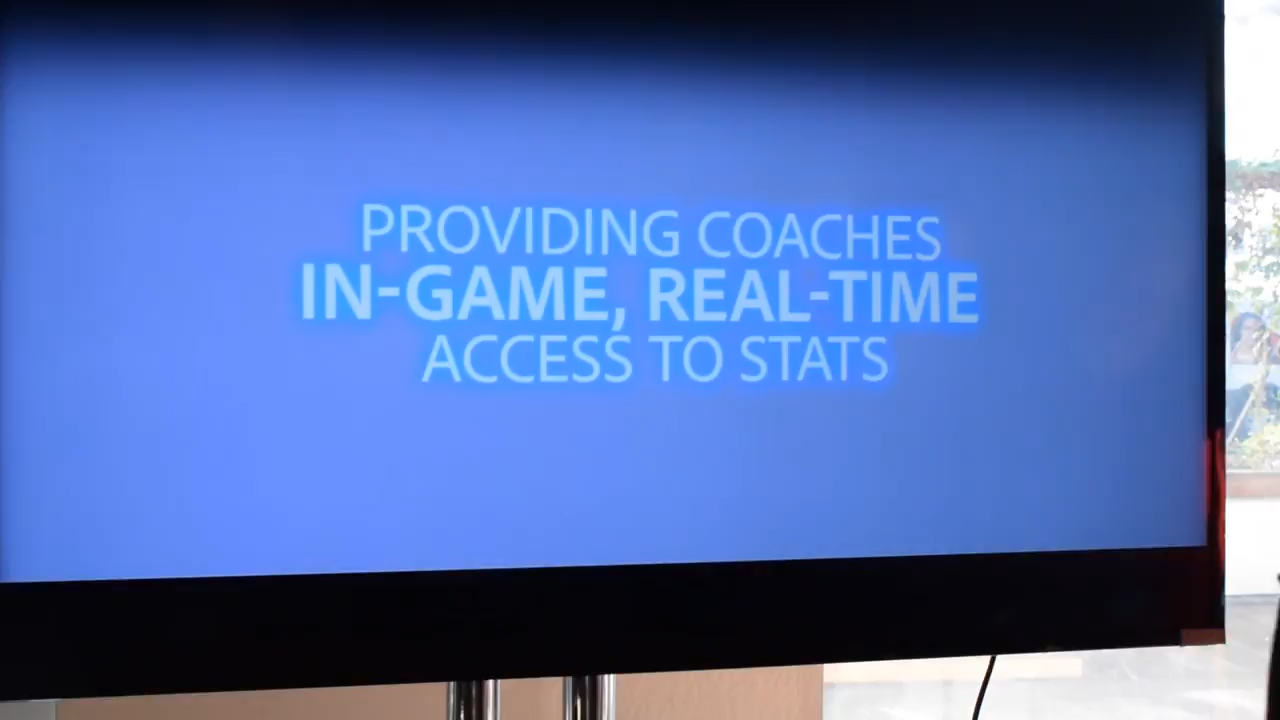 PROVIDING COACHES
IN-GAME, REAL-TIME
ACCESS TO STATS